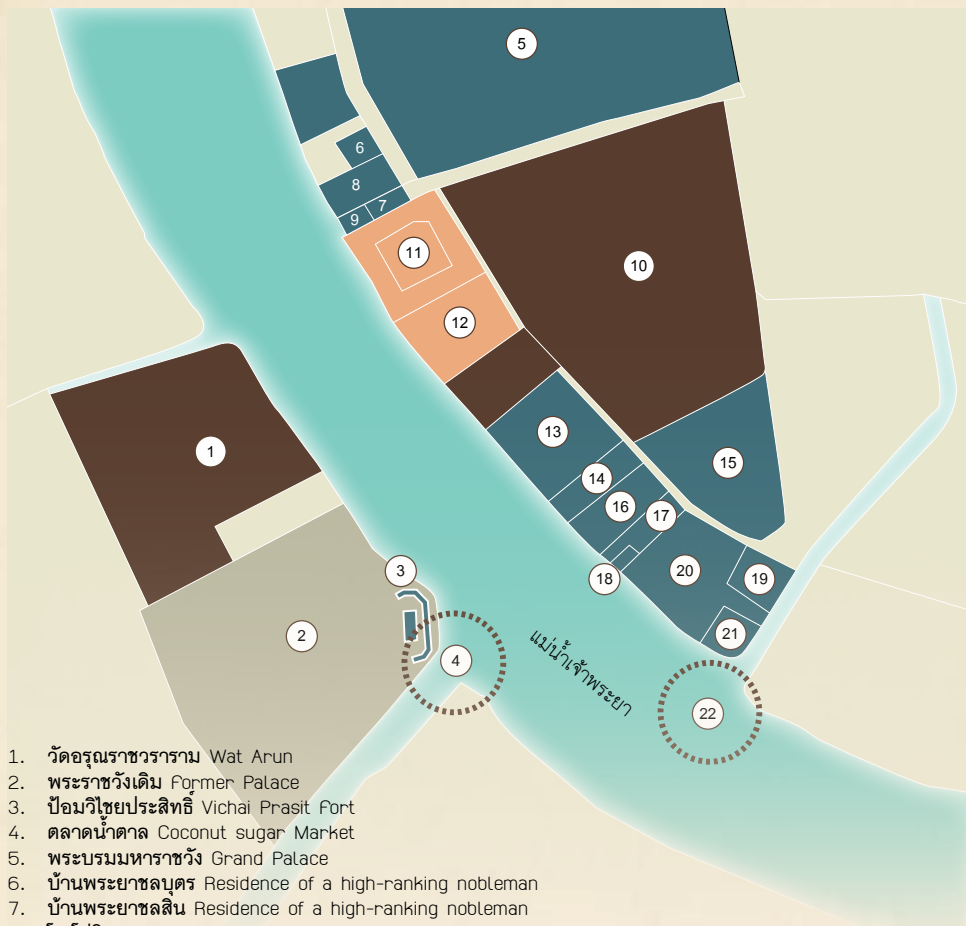 5
6
8
7
9
11
10
12
1
13
15
14
16
17
3
18
20
19
2
21
4
แม่น้ำเจ้าพระยา
22
1. วัดอรุณราชวราราม Wat Arun
2. พระราชวังเดิม Former Palace
3. ป้อมวิไชยประสิทธิ์ Vichai Prasit Fort
4. ตลาดน้ำตาล Coconut sugar Market
5. พระบรมมหาราชวัง Grand Palace
6. บ้านพระยาชลบุตร Residence of a high-ranking nobleman
7. บ้านพระยาชลสิน Residence of a high-ranking nobleman